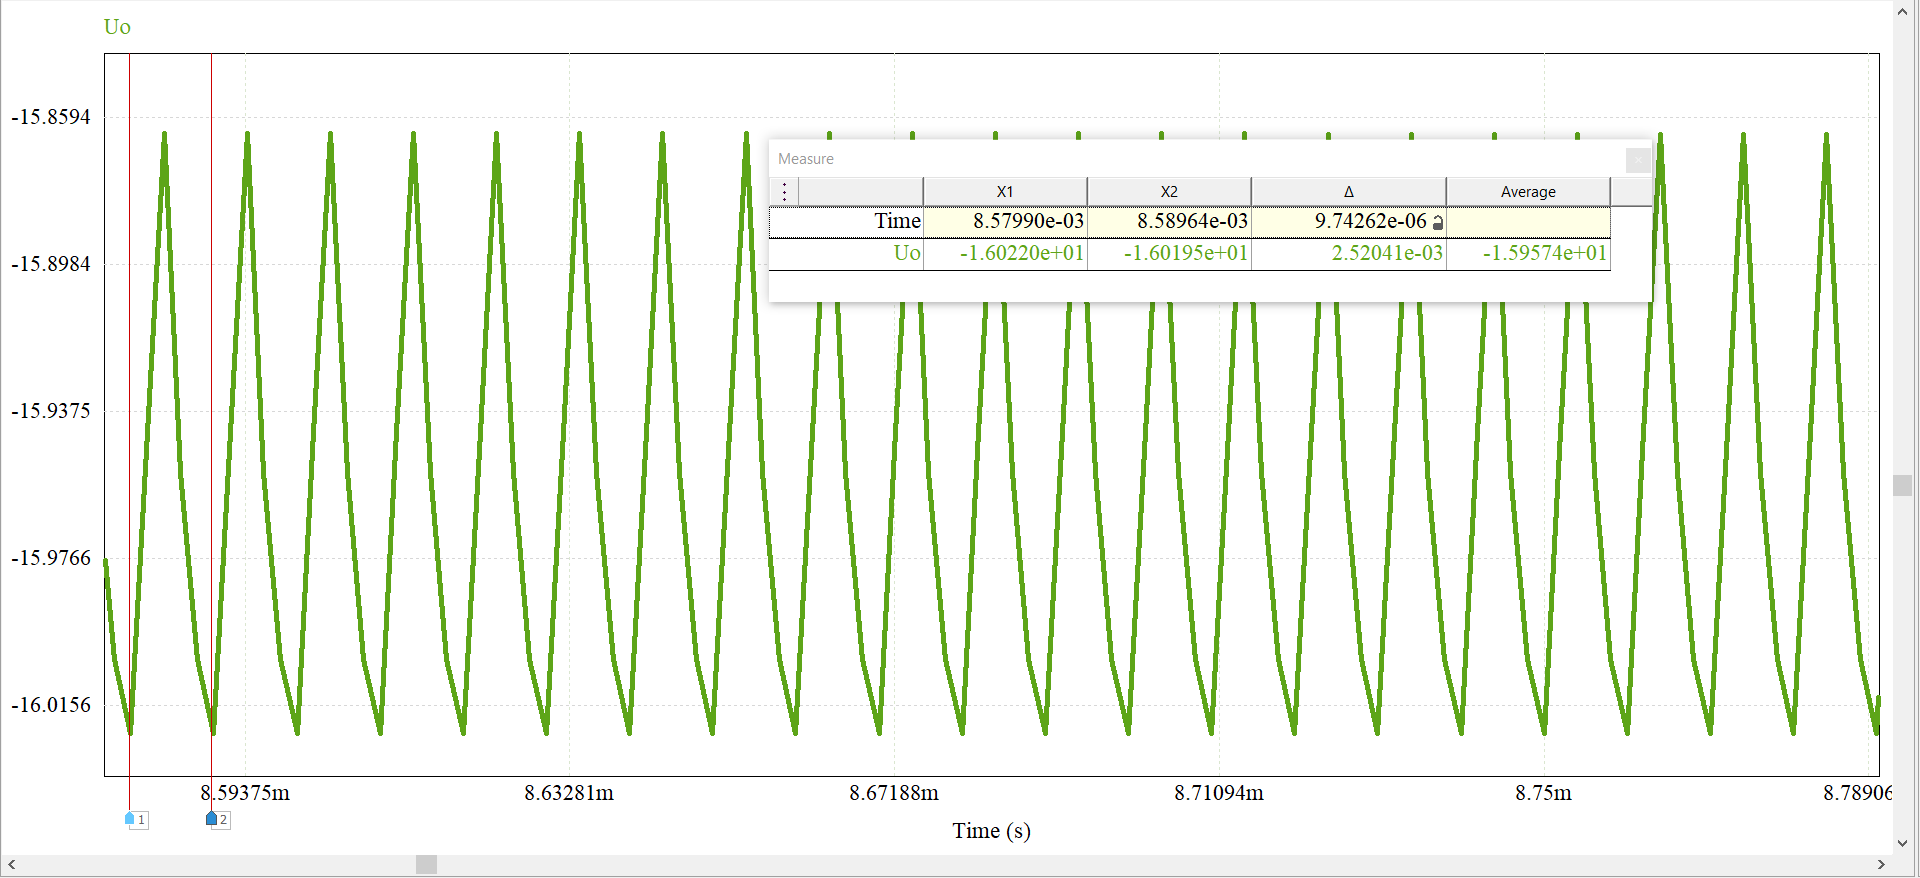 Uo
-15.8594
-15.8984
-15.9375
-15.9766
-16.0156
Measure
X1 X2 Δ Average
Time 8.57990e-03 8.58964e-03 9.74262e-06
Uo -1.60220e+01 -1.60195e+01 2.52041e-03 -1.59574e+01
8.59375m 8.63281m 8.67188m 8.71094m 8.75m 8.78906
1 2
Time (s)